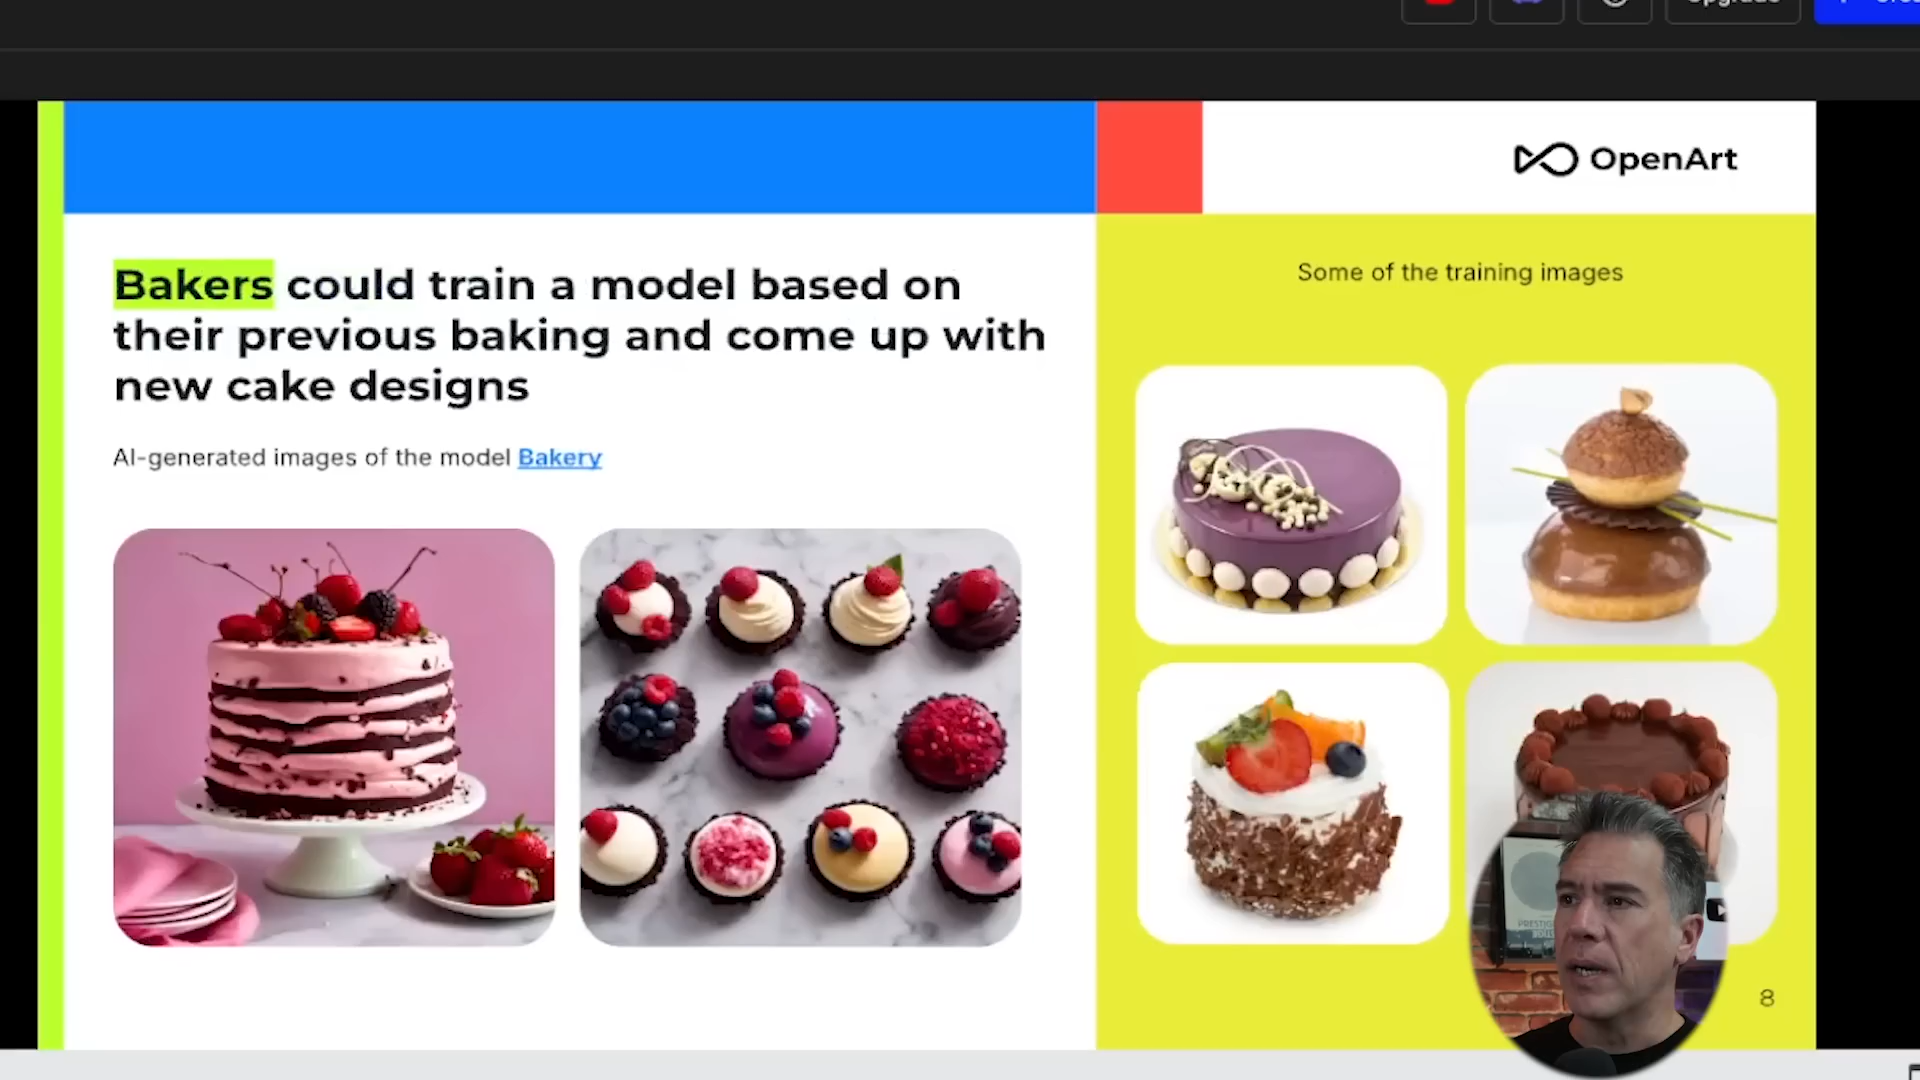 Upgrade
OpenArt
Bakers could train a model based on
their previous baking and come up with
new cake designs
AI-generated images of the model Bakery
Some of the training images
8